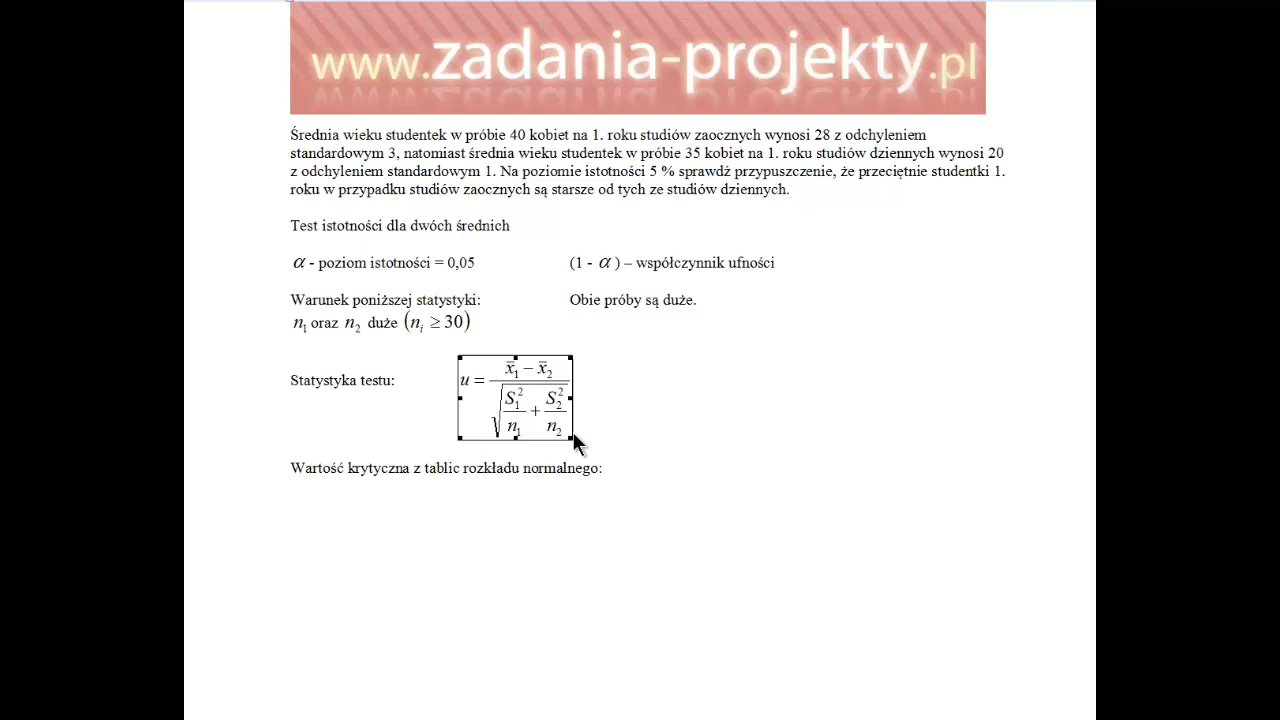 www.zadania-projekty.pl
Średnia wieku studentek w próbie 40 kobiet na 1. roku studiów zaocznych wynosi 28 z odchyleniem
standardowym 3, natomiast średnia wieku studentek w próbie 35 kobiet na 1. roku studiów dziennych wynosi 20
z odchyleniem standardowym 1. Na poziomie istotności 5 % sprawdź przypuszczenie, że przeciętnie studentki 1.
roku w przypadku studiów zaocznych są starsze od tych ze studiów dziennych.
Test istotności dla dwóch średnich
α - poziom istotności = 0,05 (1 - α ) – współczynnik ufności
Warunek poniższej statystyki: Obie próby są duże.
n₁ oraz n₂ duże (nᵢ ≥ 30)
Statystyka testu: u = (x̄₁ − x̄₂) / √(S₁²/n₁ + S₂²/n₂)
Wartość krytyczna z tablic rozkładu normalnego: